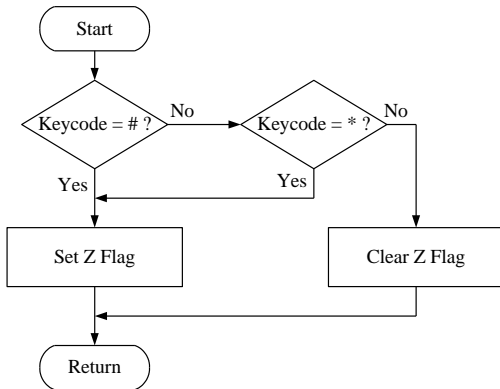 Start
Keycode = # ?
No
Keycode = * ?
No
Yes
Yes
Set Z Flag
Clear Z Flag
Return